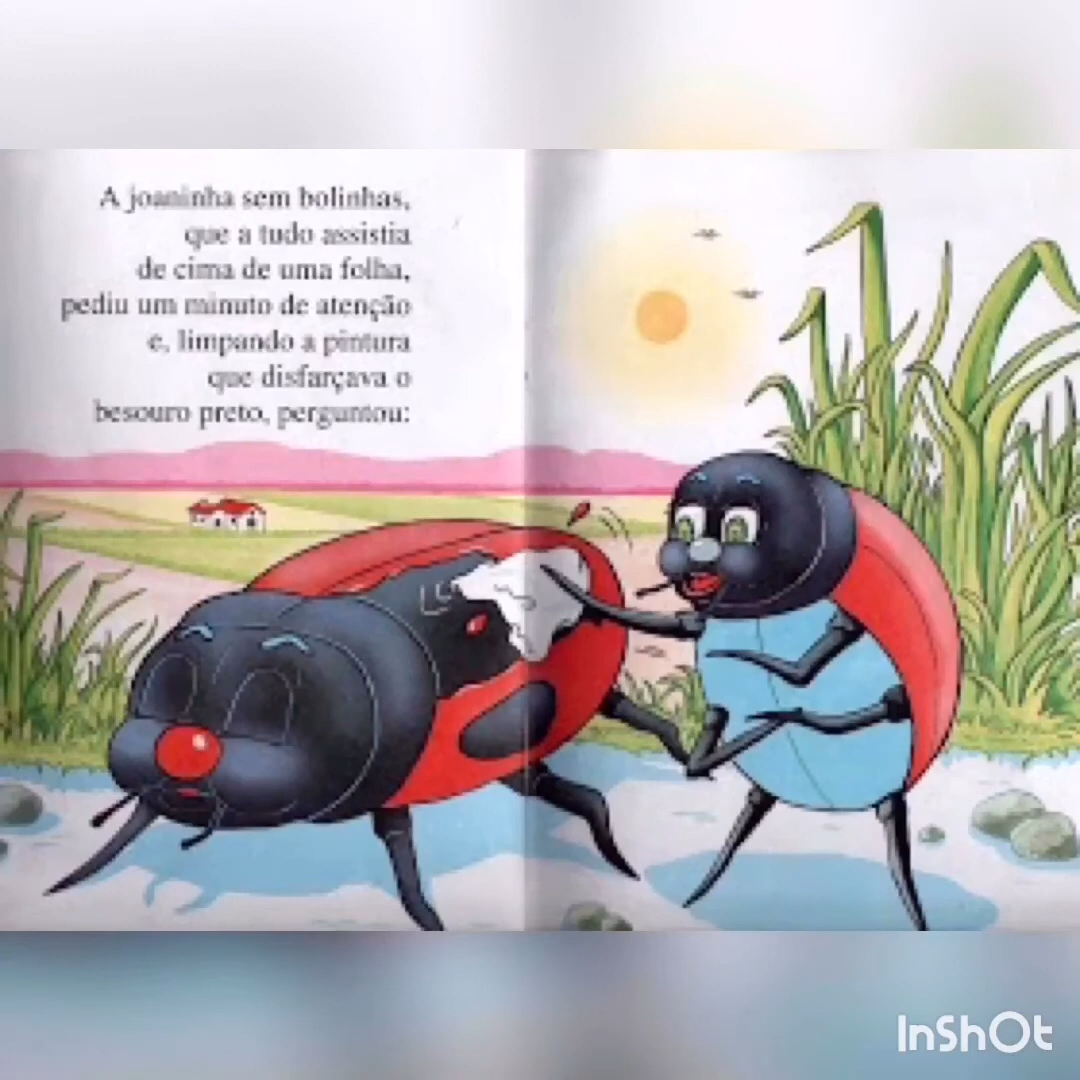 A joaninha sem bolinhas,
que a tudo assistia
de cima de uma folha,
pediu um minuto de atenção
e, limpando a pintura
que disfarçava o
besouro preto, perguntou:
InShOt